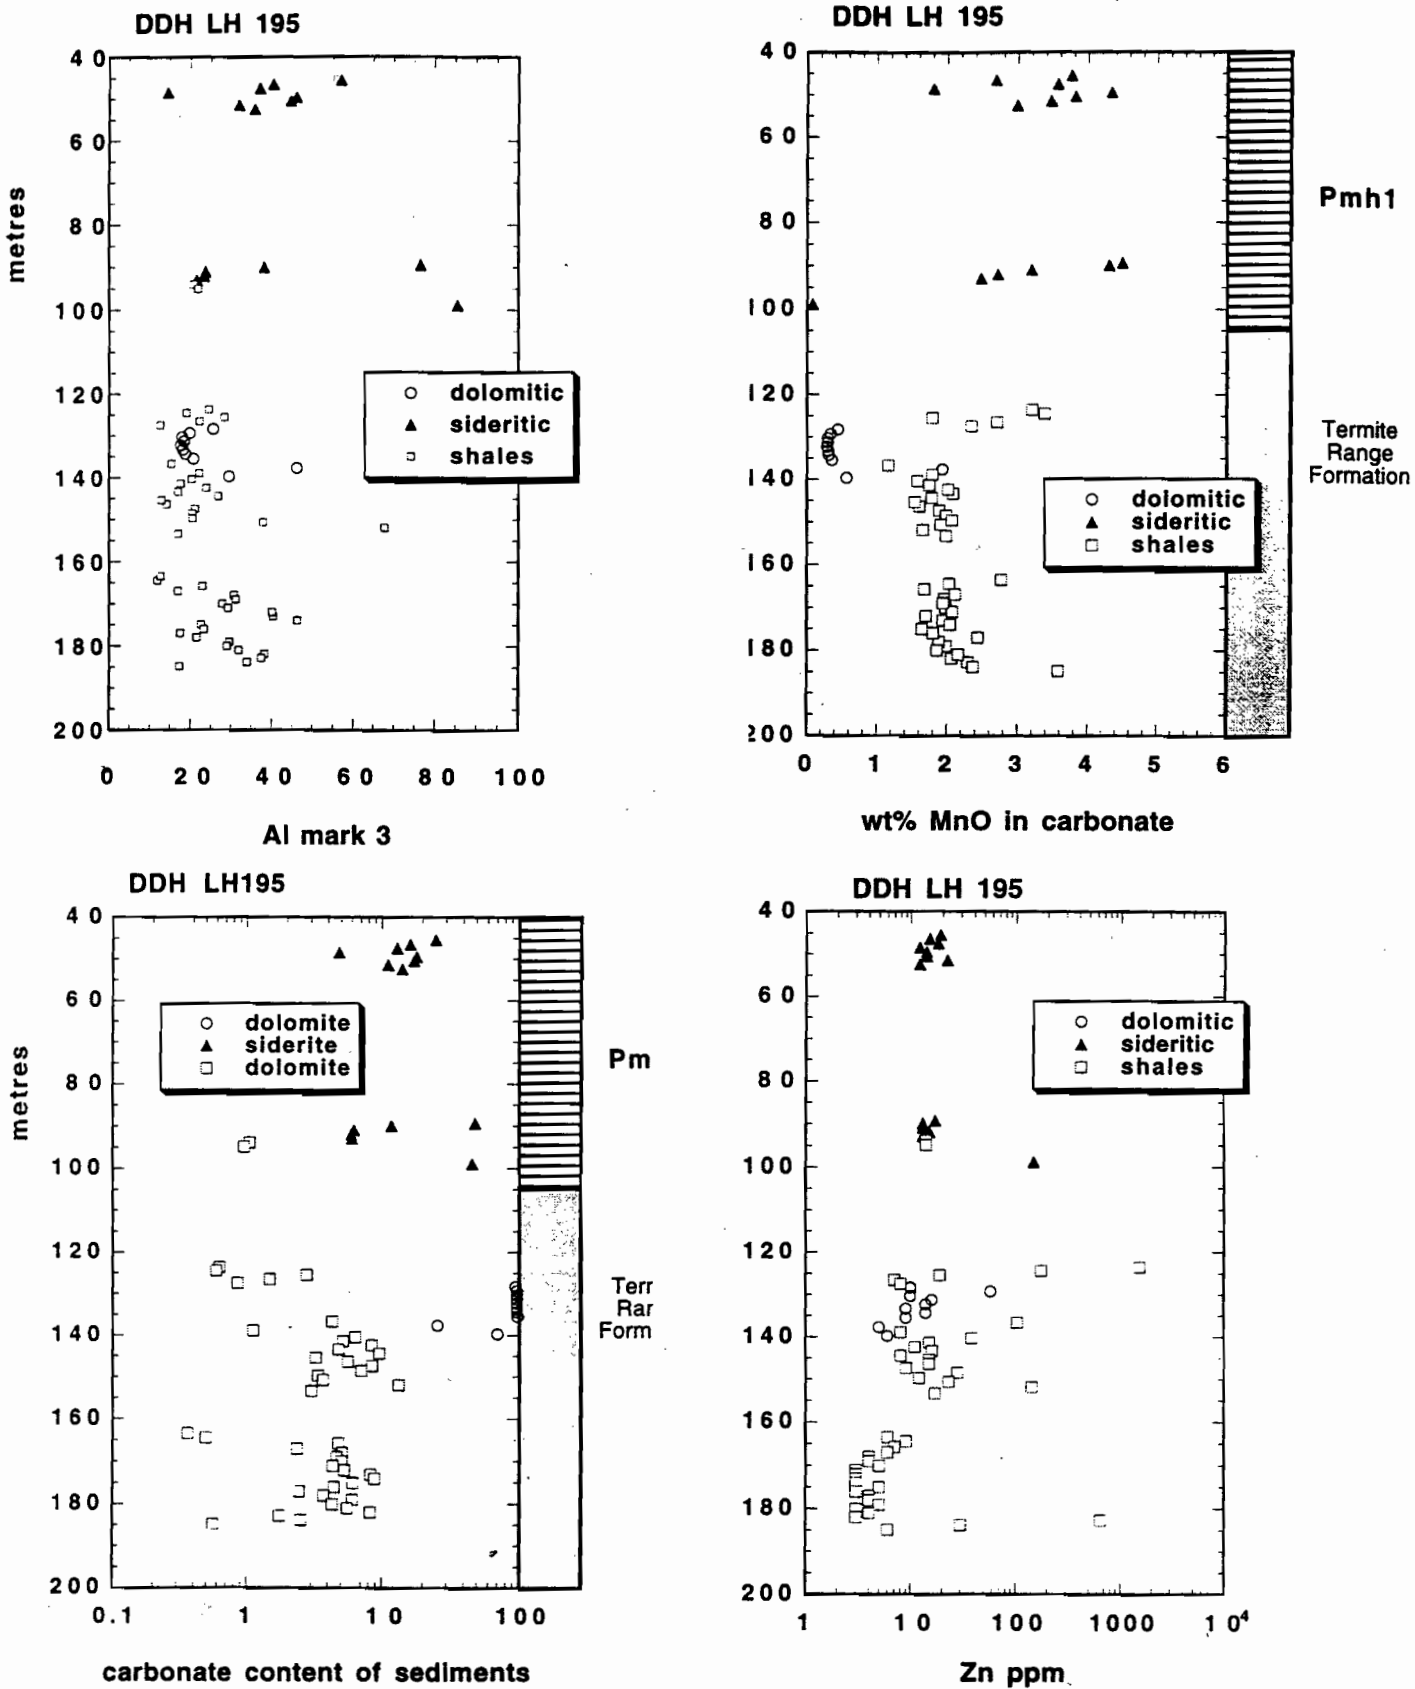 DDH LH 195
40
60
80
100
120
140
160
180
200
metres
dolomitic
sideritic
shales
0 20 40 60 80 100
Al mark 3
DDH LH 195
40
60
80
100
120
140
160
180
200
Pmh1
Termite
Range
Formation
dolomitic
sideritic
shales
0 1 2 3 4 5 6
wt% MnO in carbonate
DDH LH195
40
60
80
100
120
140
160
180
200
metres
dolomite
siderite
dolomite
Pm
Terr
Rar
Form
0.1 1 10 100
carbonate content of sediments
DDH LH 195
40
60
80
100
120
140
160
180
200
dolomitic
sideritic
shales
1 10 100 1000 10⁴
Zn ppm